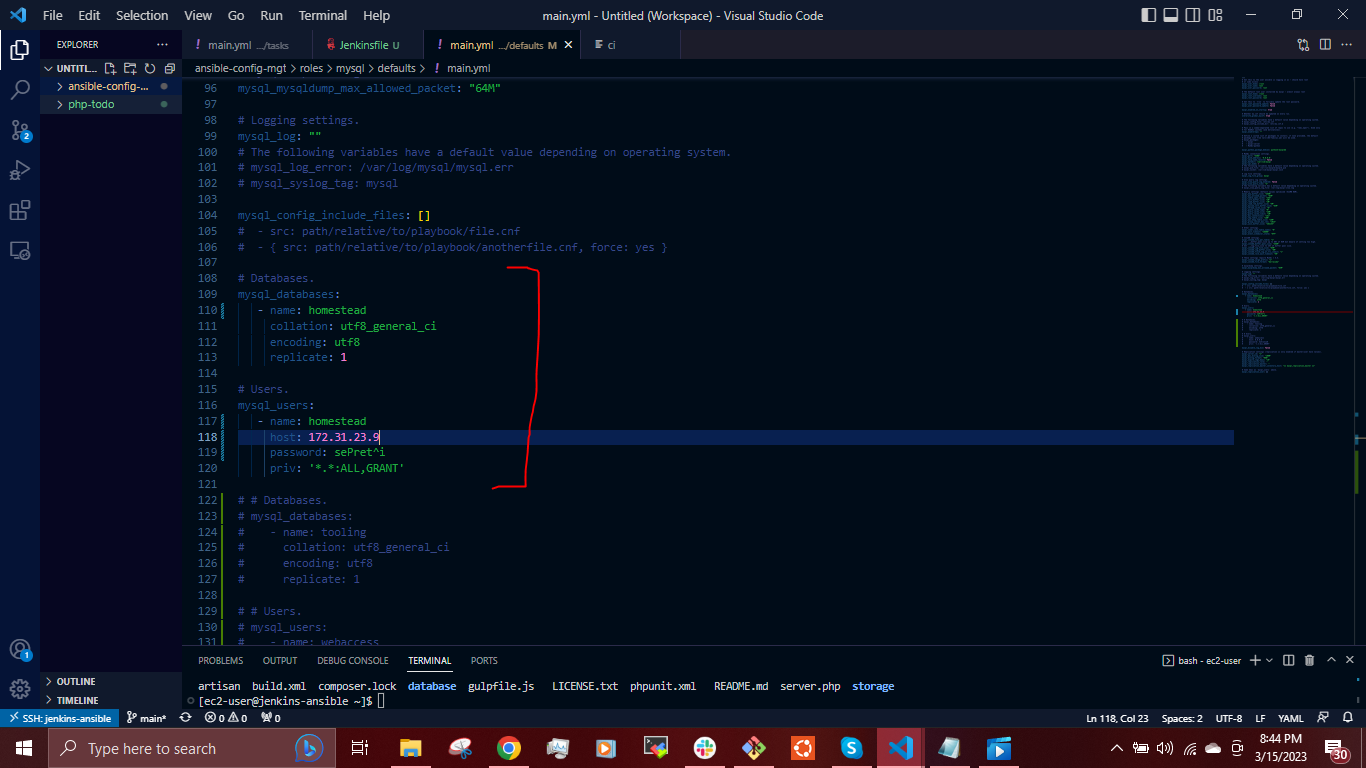 File Edit Selection View Go Run Terminal Help
main.yml - Untitled (Workspace) - Visual Studio Code
EXPLORER ···
UNTITL...
ansible-config-...
php-todo
! main.yml .../tasks
Jenkinsfile U
! main.yml .../defaults M ×
ci
ansible-config-mgt > roles > mysql > defaults > ! main.yml
96 mysql_mysqldump_max_allowed_packet: "64M"
97
98 # Logging settings.
99 mysql_log: ""
100 # The following variables have a default value depending on operating system.
101 # mysql_log_error: /var/log/mysql/mysql.err
102 # mysql_syslog_tag: mysql
103
104 mysql_config_include_files: []
105 #  - src: path/relative/to/playbook/file.cnf
106 #  - { src: path/relative/to/playbook/anotherfile.cnf, force: yes }
107
108 # Databases.
109 mysql_databases:
110    - name: homestead
111      collation: utf8_general_ci
112      encoding: utf8
113      replicate: 1
114
115 # Users.
116 mysql_users:
117    - name: homestead
118      host: 172.31.23.9
119      password: sePret^i
120      priv: '*.*:ALL,GRANT'
121
122 # # Databases.
123 # mysql_databases:
124 #    - name: tooling
125 #      collation: utf8_general_ci
126 #      encoding: utf8
127 #      replicate: 1
128
129 # # Users.
130 # mysql_users:
131 #    - name: webaccess
OUTLINE
TIMELINE
PROBLEMS OUTPUT DEBUG CONSOLE TERMINAL PORTS
bash - ec2-user
artisan build.xml composer.lock database gulpfile.js LICENSE.txt phpunit.xml README.md server.php storage
[ec2-user@jenkins-ansible ~]$
2
1
SSH: jenkins-ansible main* 0 0 0
Ln 118, Col 23 Spaces: 2 UTF-8 LF YAML
Type here to search
8:44 PM
3/15/2023
30